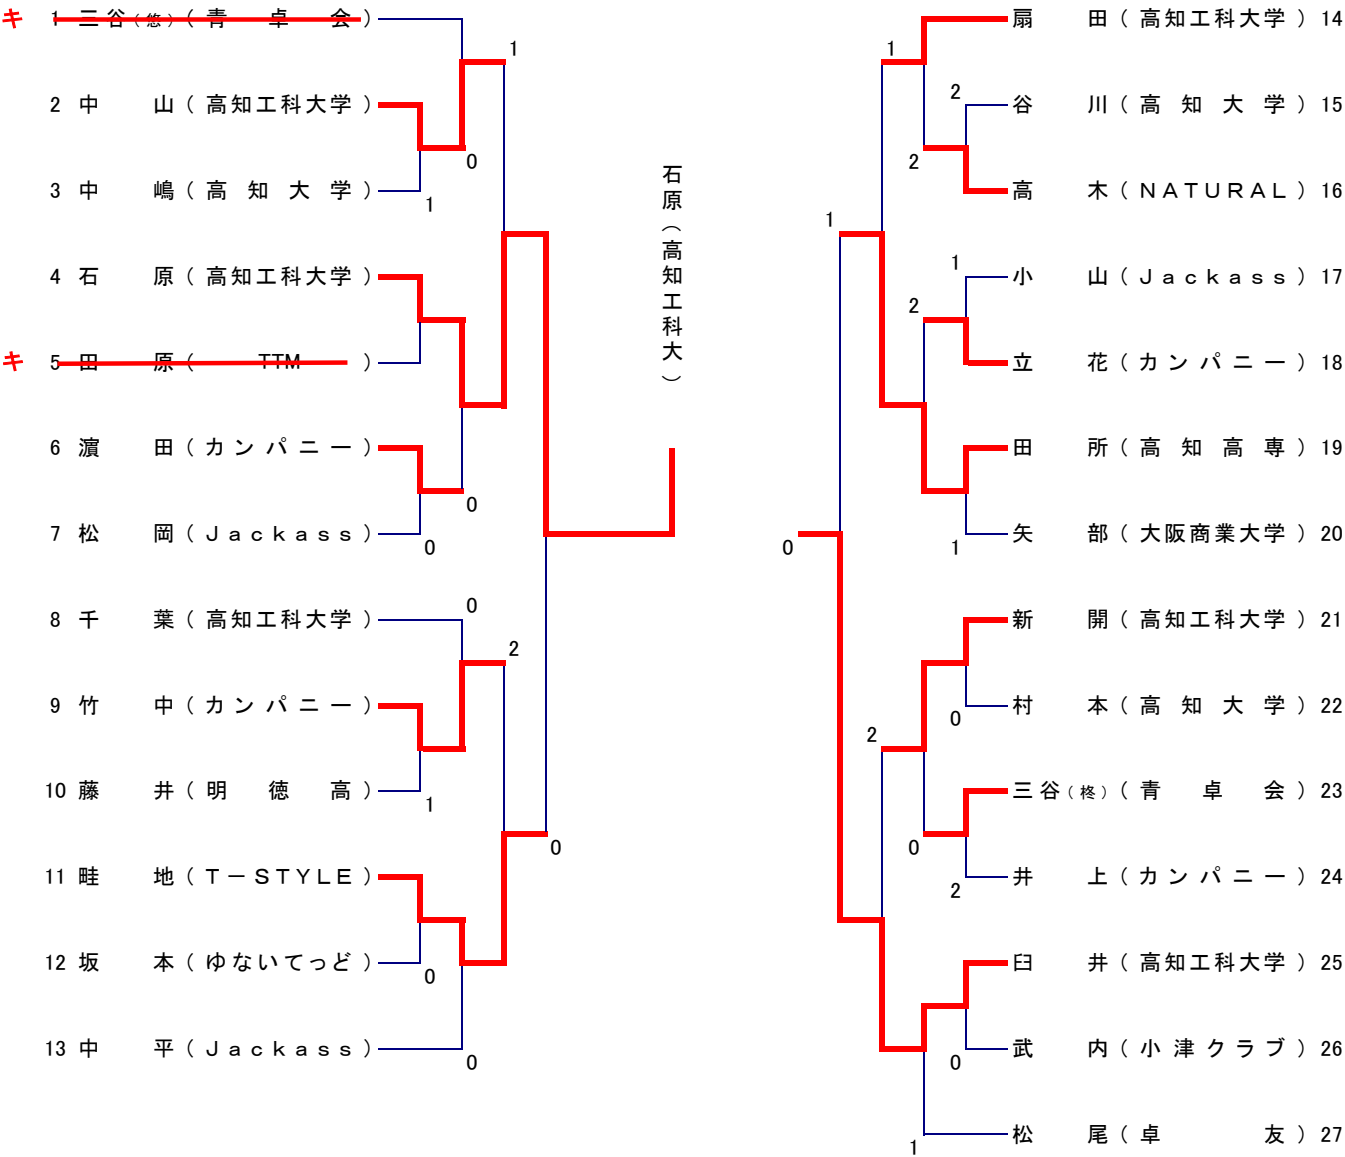 キ 1 三谷(悠)(青卓会)
2 中山(高知工科大学)
3 中嶋(高知大学)
4 石原(高知工科大学)
キ 5 田原(TTM)
6 濵田(カンパニー)
7 松岡(Jackass)
8 千葉(高知工科大学)
9 竹中(カンパニー)
10 藤井(明徳高)
11 畦地(T-STYLE)
12 坂本(ゆないてっど)
13 中平(Jackass)
1
0
1
0
0
0
2
1
0
0
0
石原(高知工科大)
0
1
2
2
1
1
2
1
2
0
0
2
0
1
扇田(高知工科大学) 14
谷川(高知大学) 15
高木(NATURAL) 16
小山(Jackass) 17
立花(カンパニー) 18
田所(高知高専) 19
矢部(大阪商業大学) 20
新開(高知工科大学) 21
村本(高知大学) 22
三谷(柊)(青卓会) 23
井上(カンパニー) 24
臼井(高知工科大学) 25
武内(小津クラブ) 26
松尾(卓友) 27